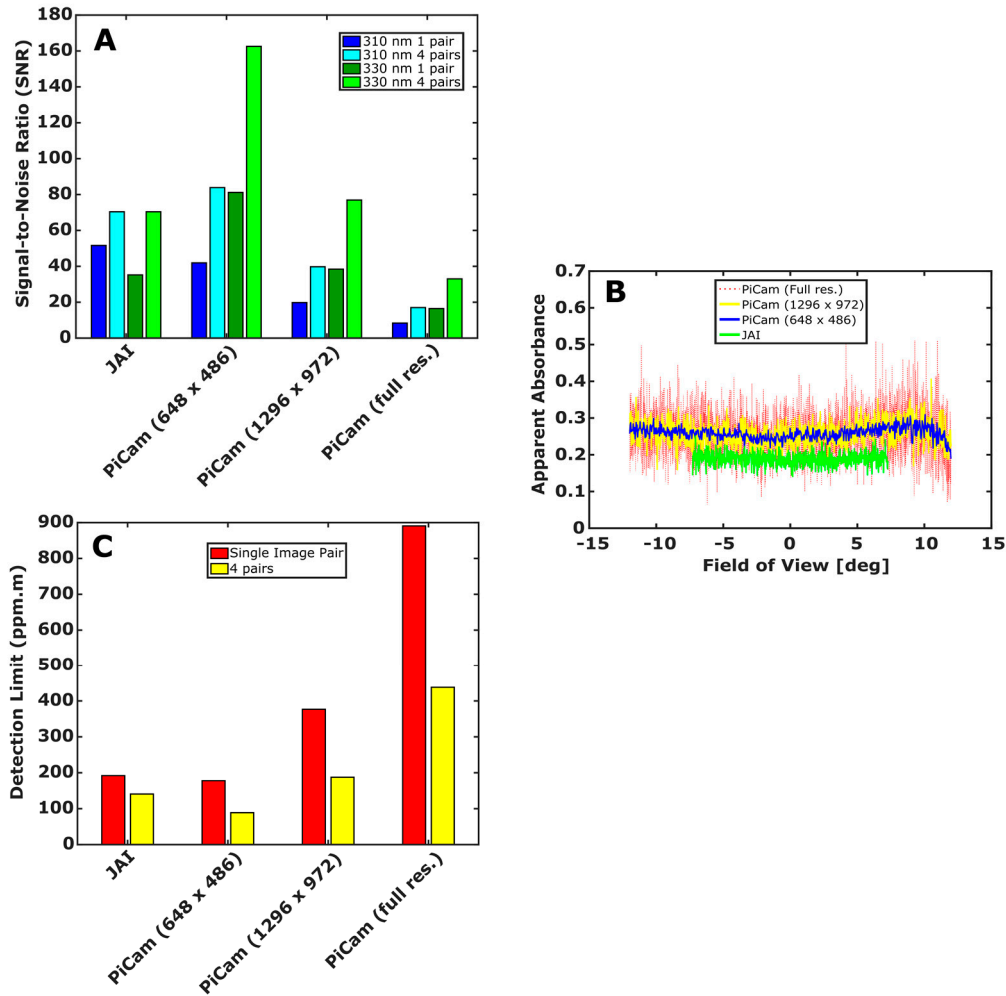 A
Signal-to-Noise Ratio (SNR)
180
160
140
120
100
80
60
40
20
0
310 nm 1 pair
310 nm 4 pairs
330 nm 1 pair
330 nm 4 pairs
JAI
PiCam (648 x 486)
PiCam (1296 x 972)
PiCam (full res.)
B
Apparent Absorbance
0.7
0.6
0.5
0.4
0.3
0.2
0.1
0
PiCam (Full res.)
PiCam (1296 x 972)
PiCam (648 x 486)
JAI
-15 -10 -5 0 5 10 15
Field of View [deg]
C
Detection Limit (ppm.m)
900
800
700
600
500
400
300
200
100
0
Single Image Pair
4 pairs
JAI
PiCam (648 x 486)
PiCam (1296 x 972)
PiCam (full res.)